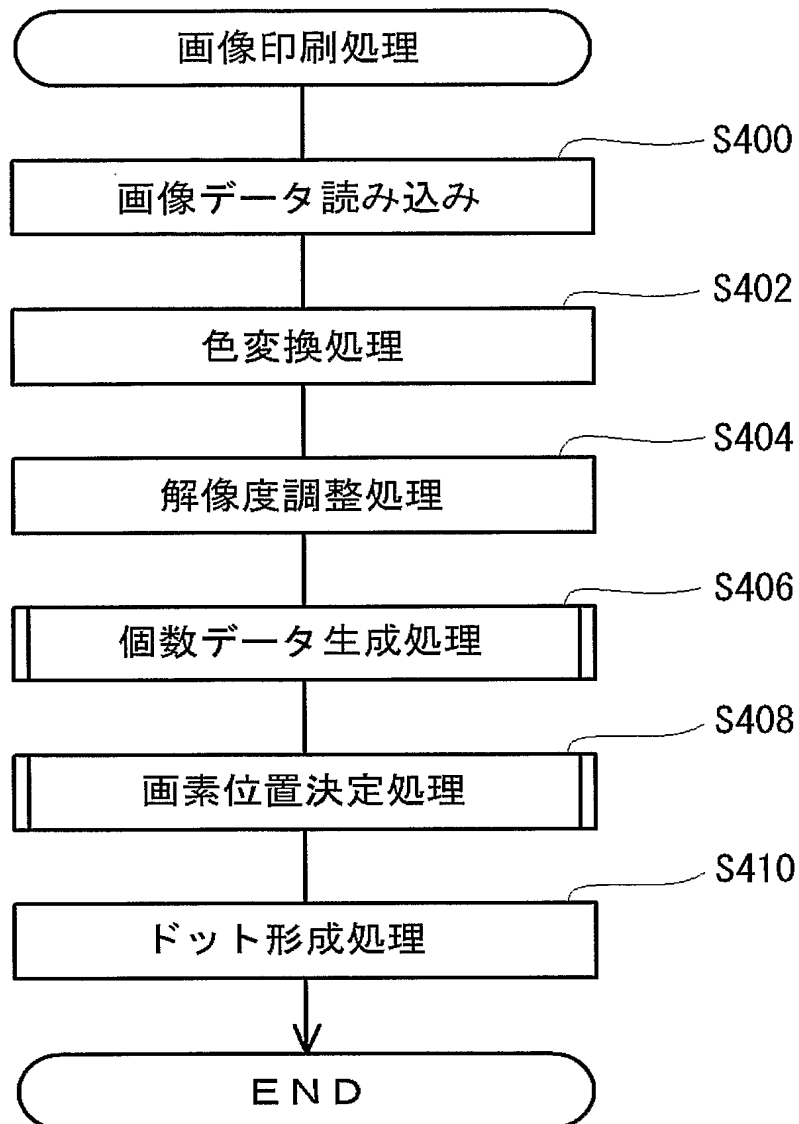 画像印刷処理
S400
画像データ読み込み
S402
色変換処理
S404
解像度調整処理
S406
個数データ生成処理
S408
画素位置決定処理
S410
ドット形成処理
END